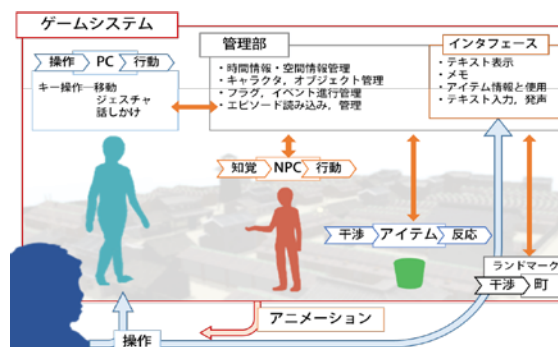 ゲームシステム
操作 PC 行動
キー操作―移動
ジェスチャ
話しかけ
管理部
・時間情報・空間情報管理
・キャラクタ，オブジェクト管理
・フラグ，イベント進行管理
・エピソード読み込み，管理
インタフェース
・テキスト表示
・メモ
・アイテム情報と使用
・テキスト入力，発声
知覚 NPC 行動
干渉 アイテム 反応
ランドマーク
干渉 町
アニメーション
操作